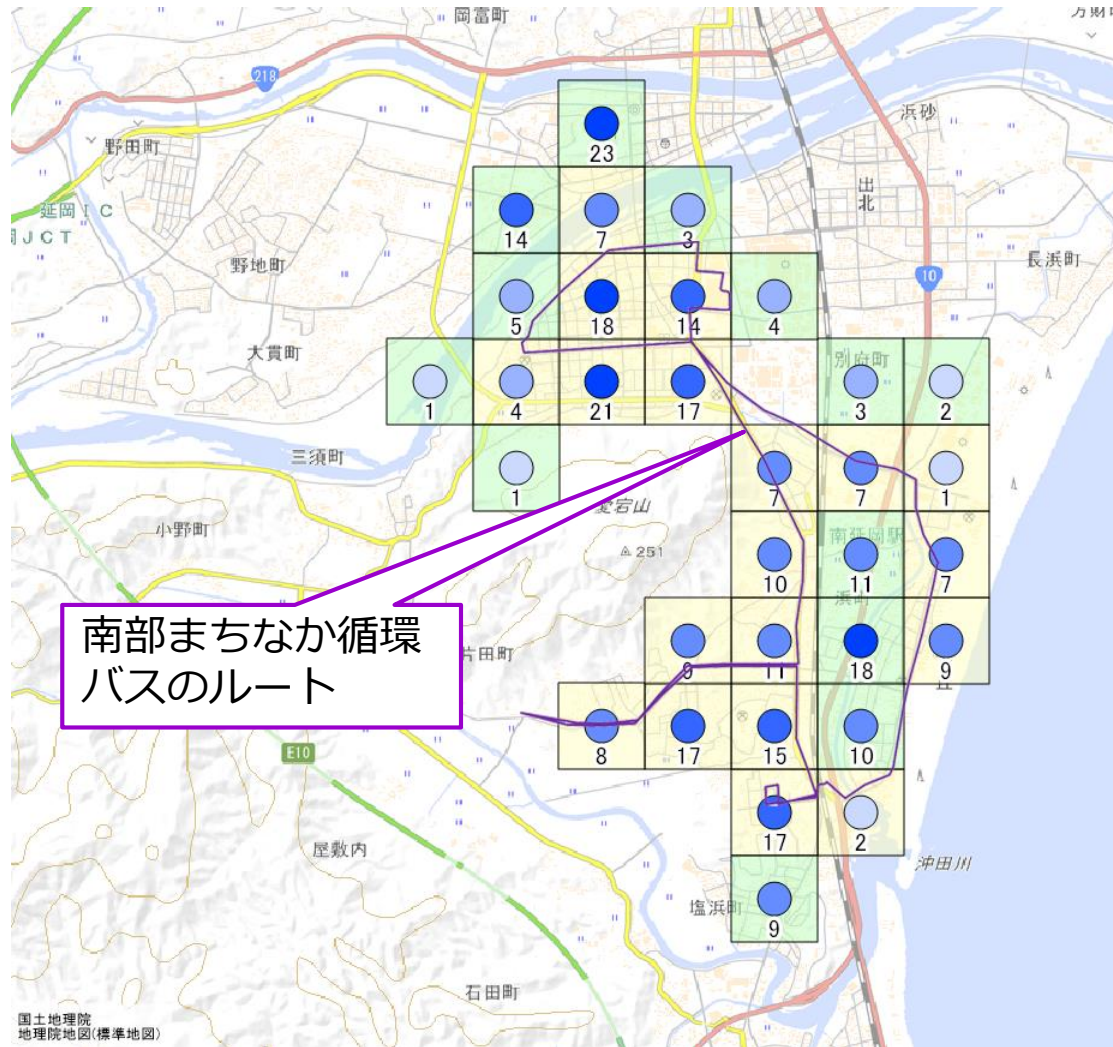 岡富町
218
浜砂
野田町
23
出
北
延岡IC
JCT
14
7
3
野地町
長浜町
10
5
18
14
4
大貫町
別府町
1
4
21
17
3
2
三須町
1
愛宕山
7
7
1
小野町
251
南延岡駅
10
11
7
浜町
南部まちなか循環
バスのルート
片田町
9
11
18
9
E10
8
17
15
10
17
2
屋敷内
沖田川
塩浜町
9
石田町
国土地理院
地理院地図(標準地図)